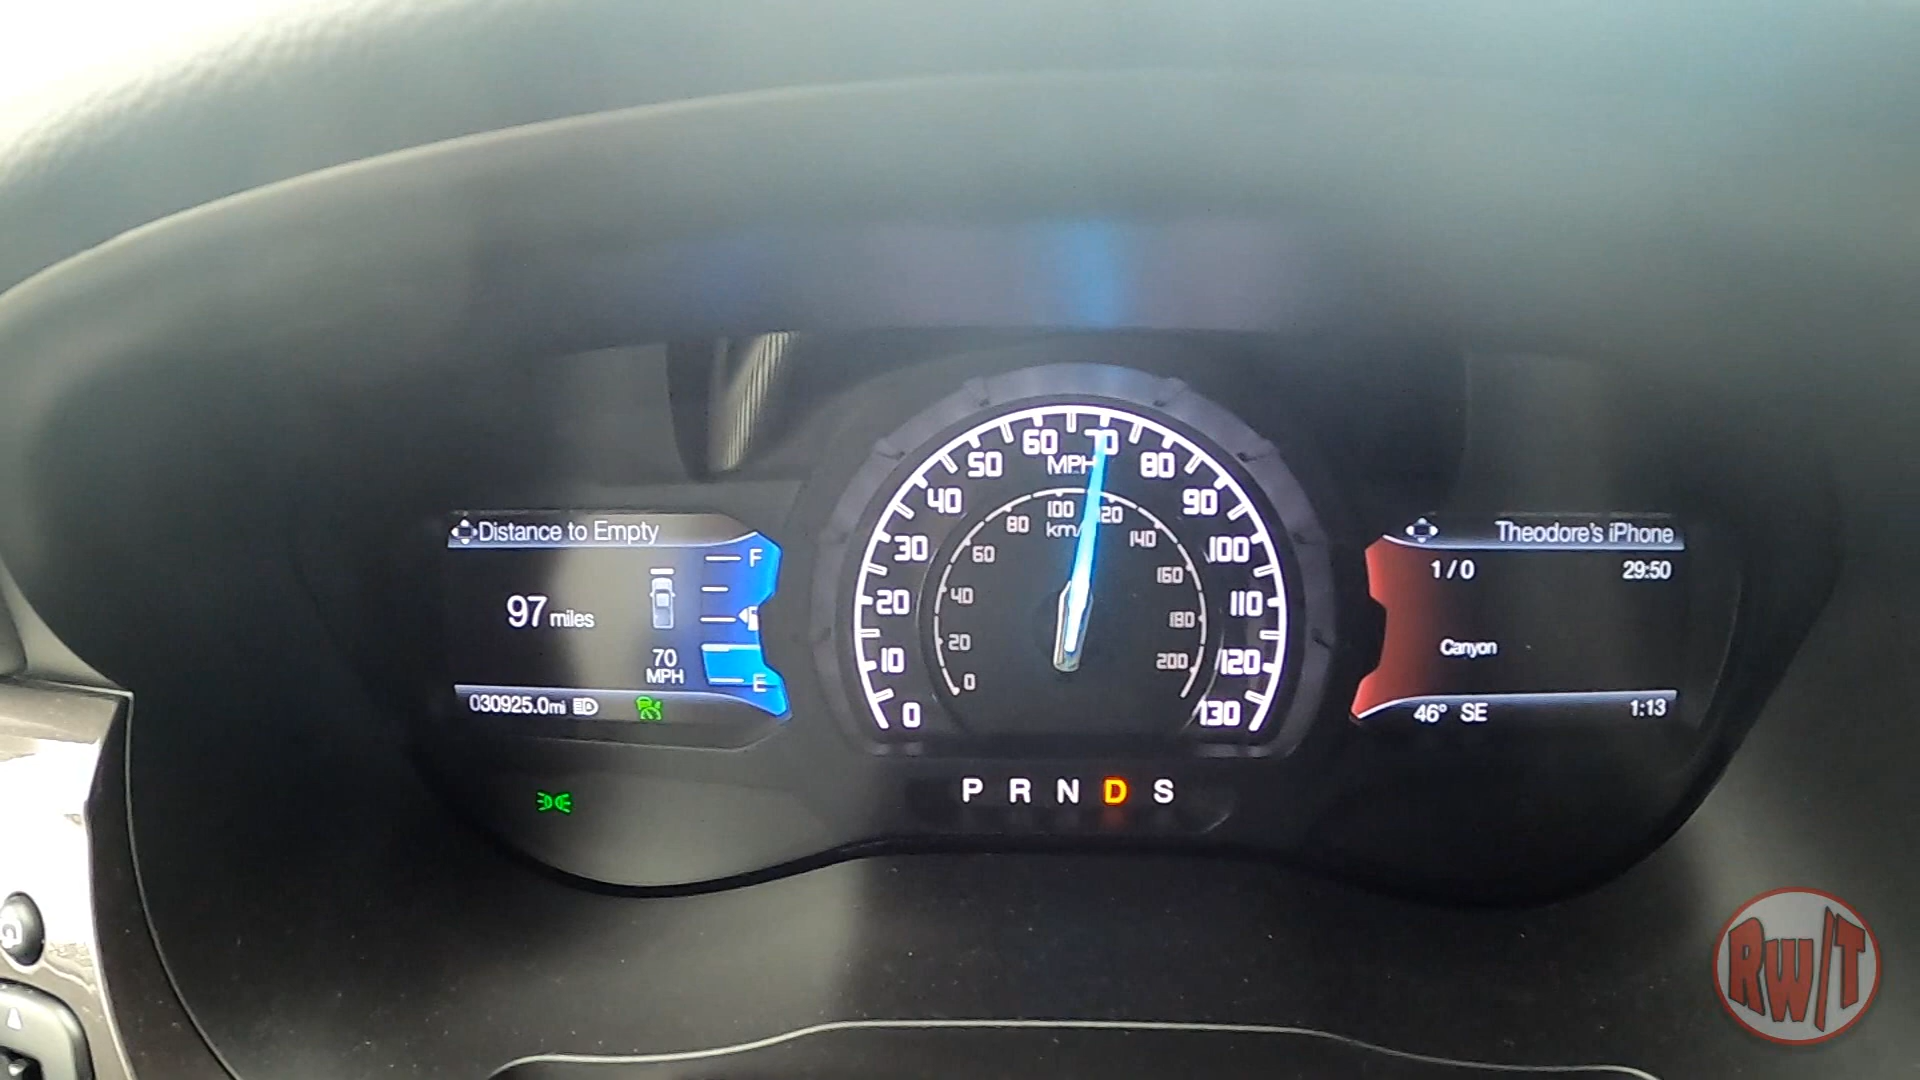 Distance to Empty
97 miles
F
E
70
MPH
030925.0mi
0
10
20
30
40
50
60
70
80
90
100
110
120
130
MPH
0
20
40
60
80
100
120
140
160
180
200
km/
P R N D S
Theodore's iPhone
1/0 29:50
Canyon
46° SE 1:13
RW/T